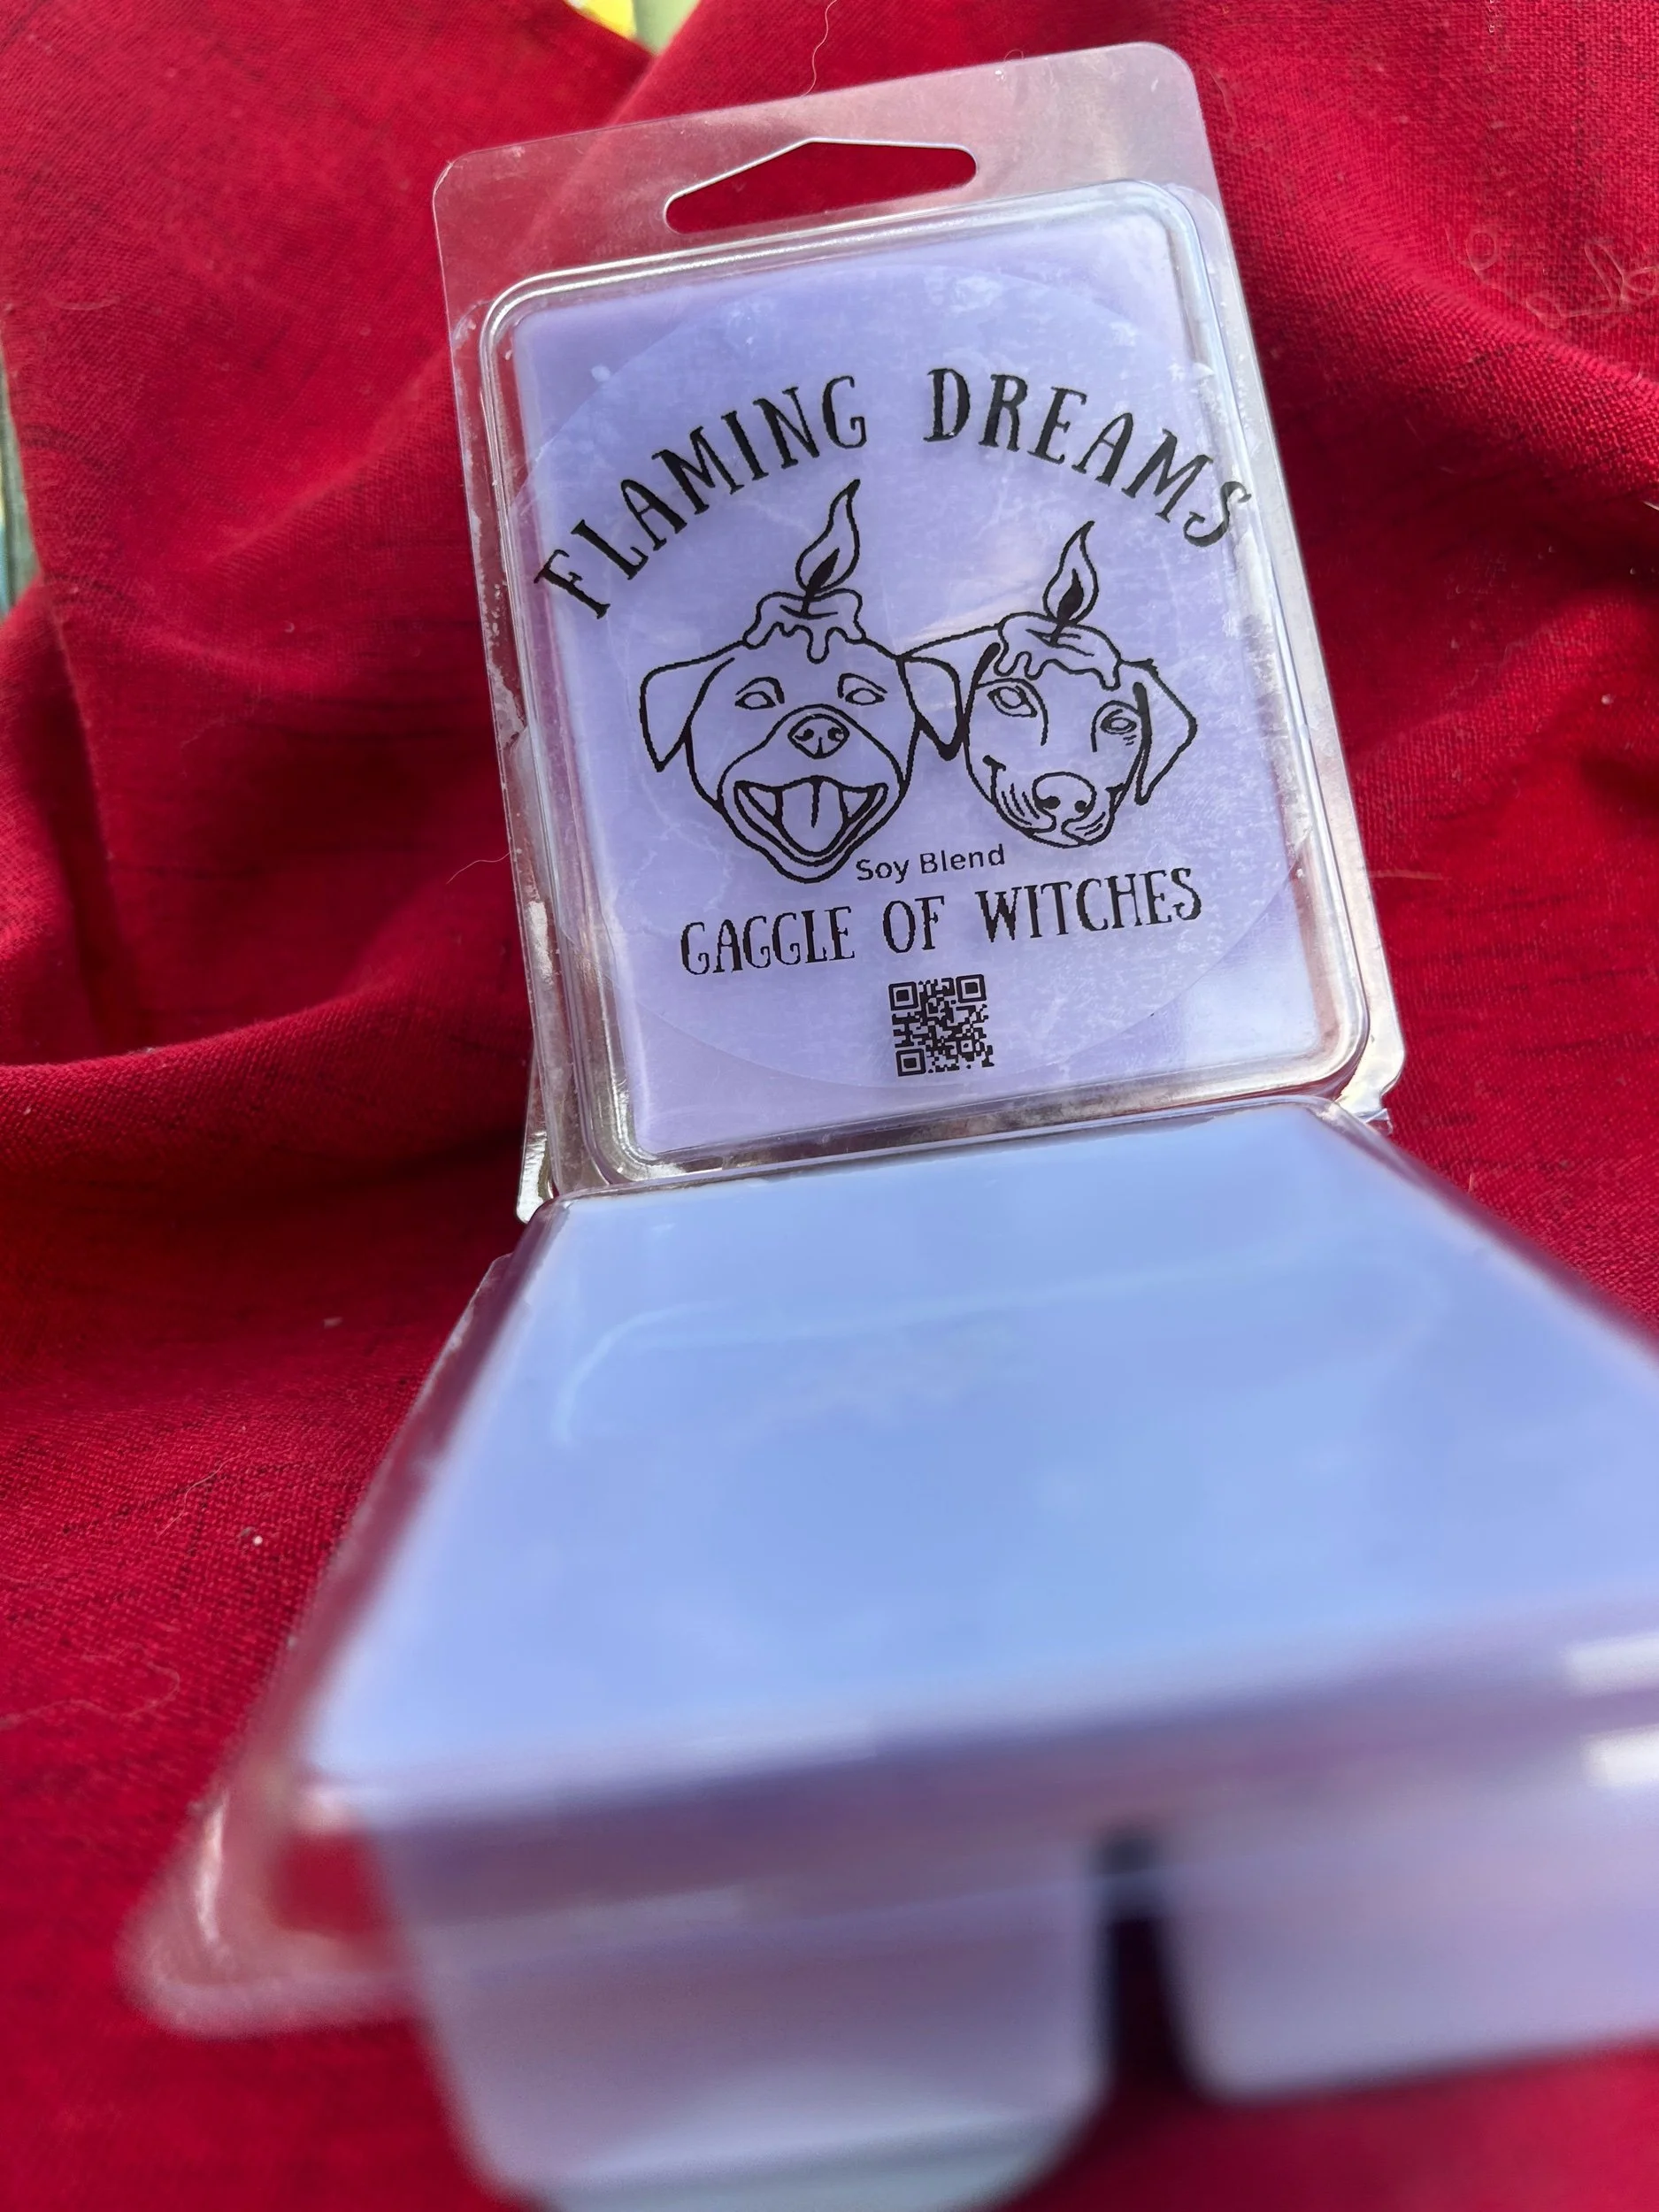 FLAMING DREAMS
Soy Blend
GAGGLE OF WITCHES